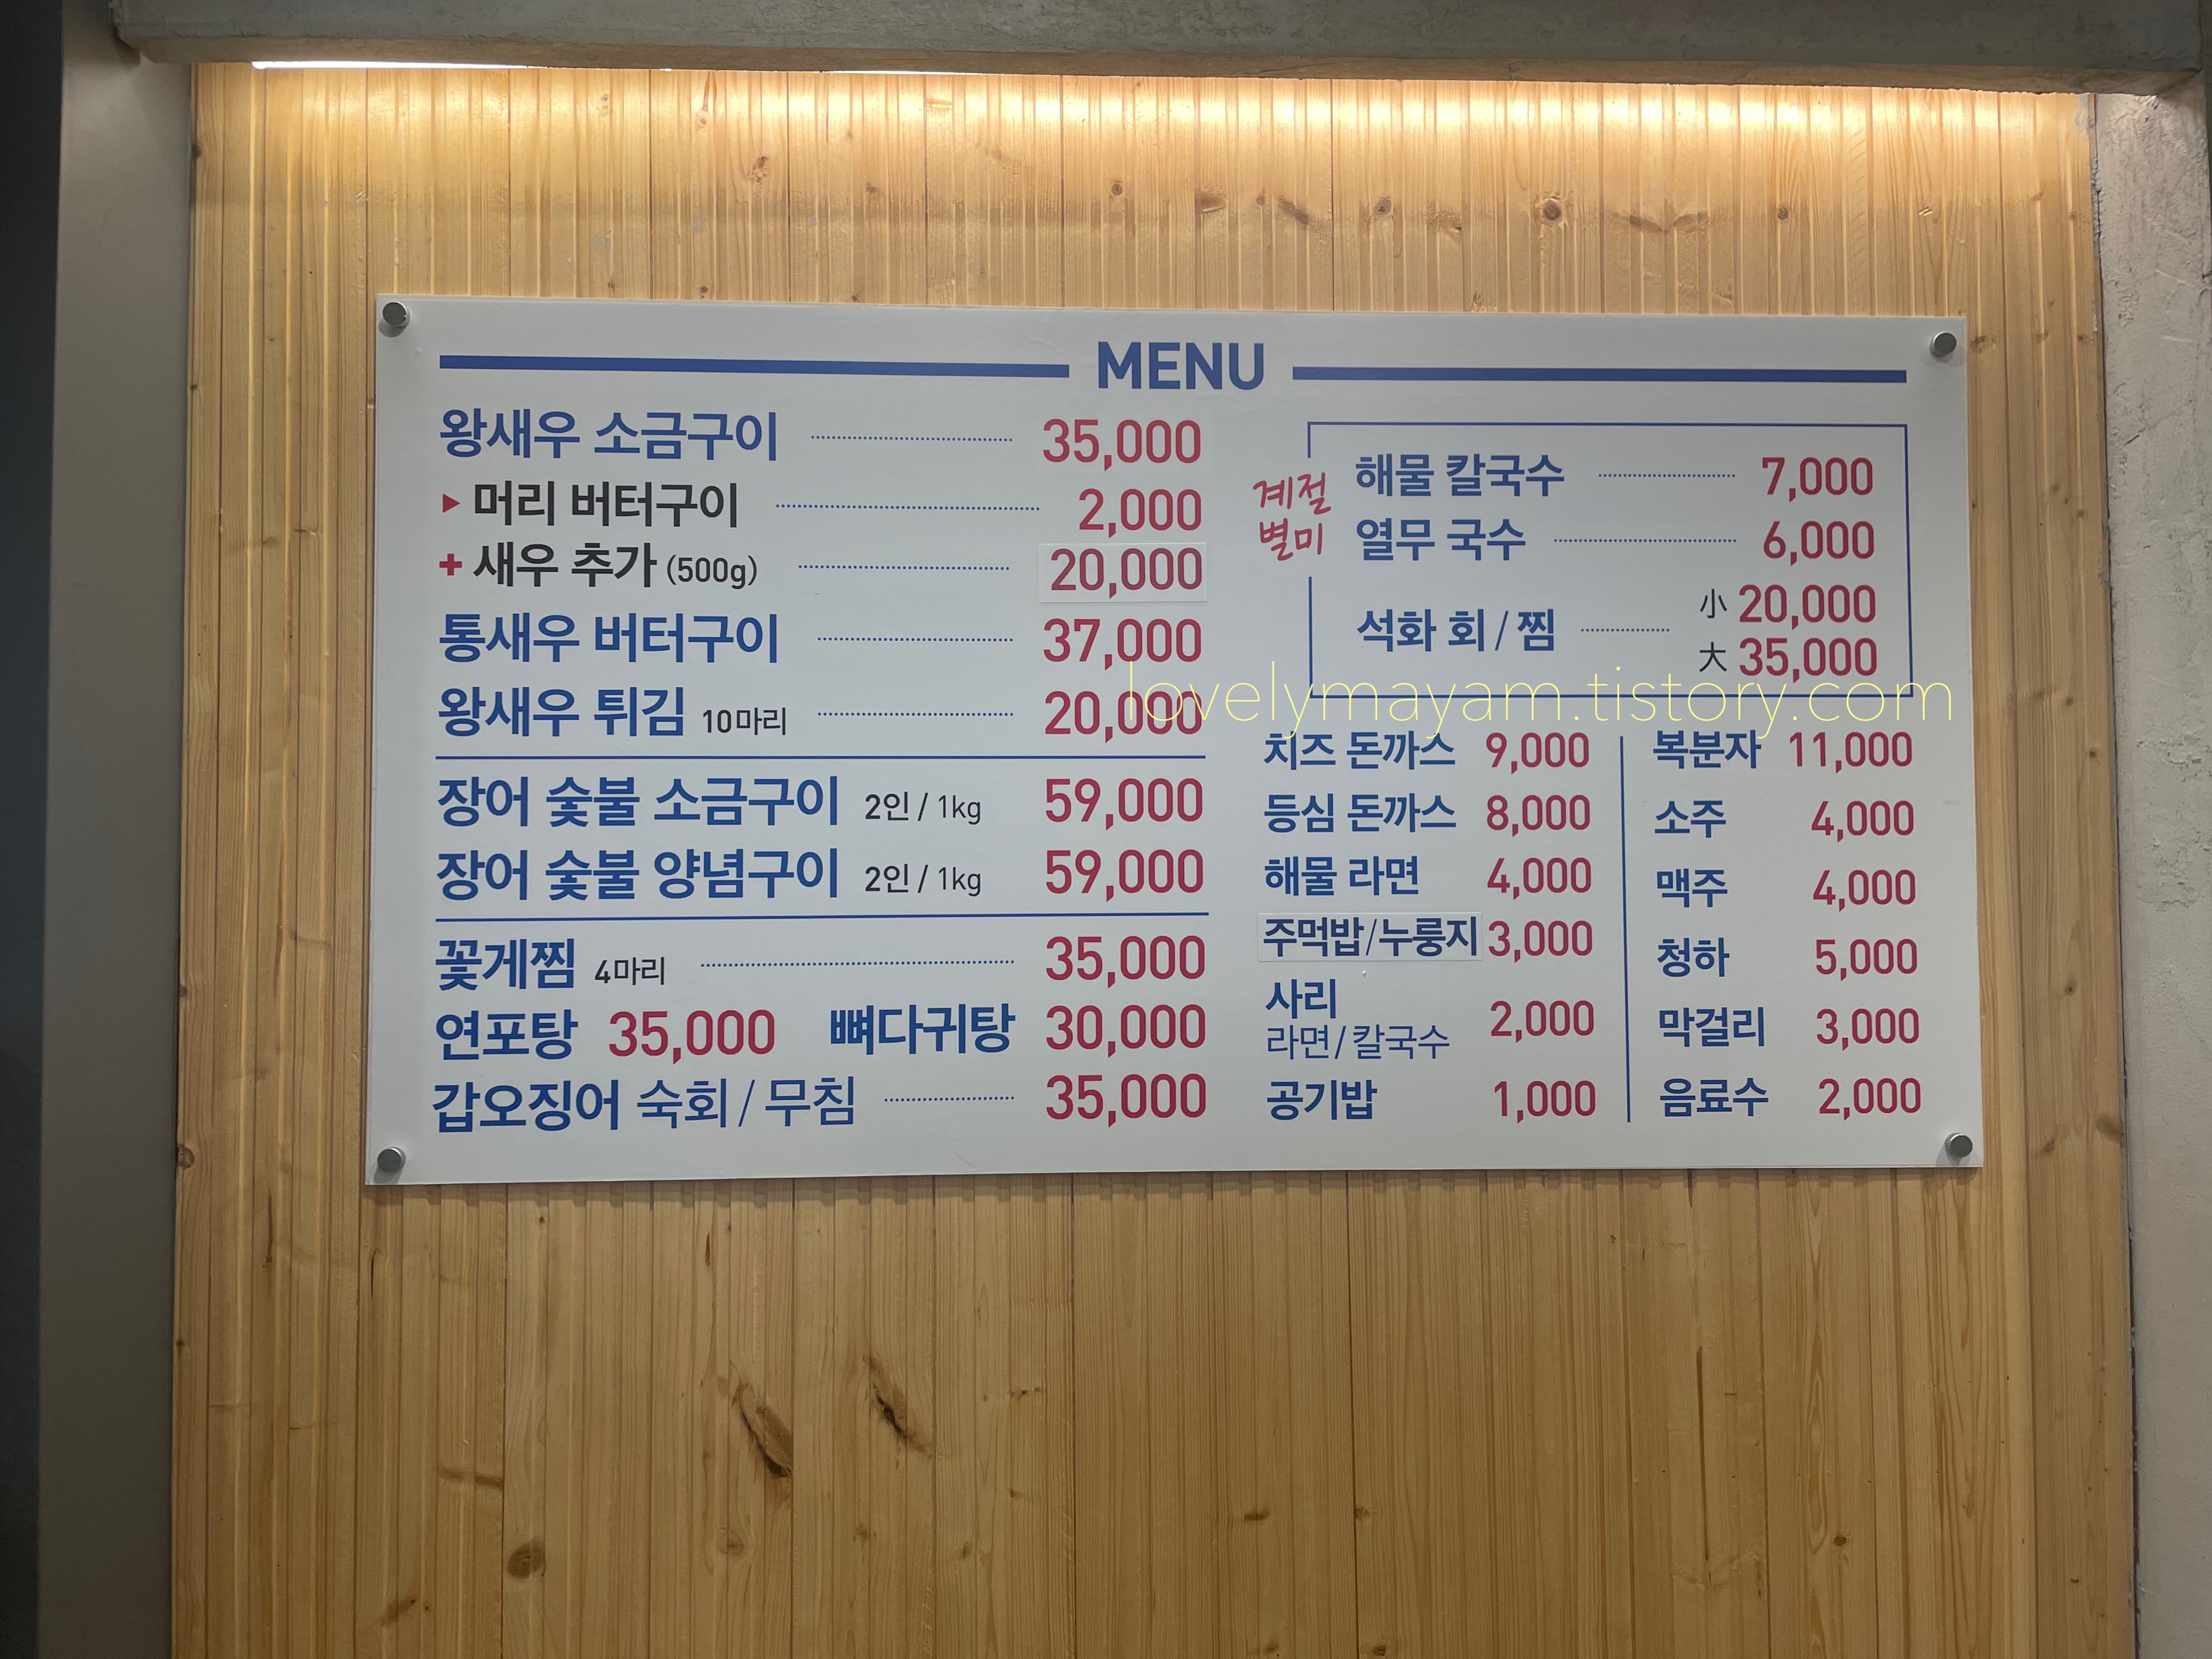 MENU
왕새우 소금구이 35,000
▶ 머리 버터구이 2,000
+ 새우 추가 (500g) 20,000
통새우 버터구이 37,000
왕새우 튀김 10마리 20,000
장어 숯불 소금구이 2인 / 1kg 59,000
장어 숯불 양념구이 2인 / 1kg 59,000
꽃게찜 4마리 35,000
연포탕 35,000 뼈다귀탕 30,000
갑오징어 숙회 / 무침 35,000
계절
별미
해물 칼국수 7,000
열무 국수 6,000
석화 회 / 찜 小 20,000
大 35,000
lovelymayam.tistory.com
치즈 돈까스 9,000
등심 돈까스 8,000
해물 라면 4,000
주먹밥/누룽지 3,000
사리
라면/칼국수 2,000
공기밥 1,000
복분자 11,000
소주 4,000
맥주 4,000
청하 5,000
막걸리 3,000
음료수 2,000